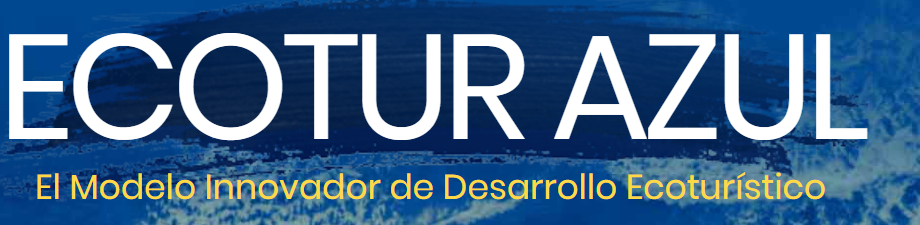 ECOTUR AZUL
El Modelo Innovador de Desarrollo Ecoturístico